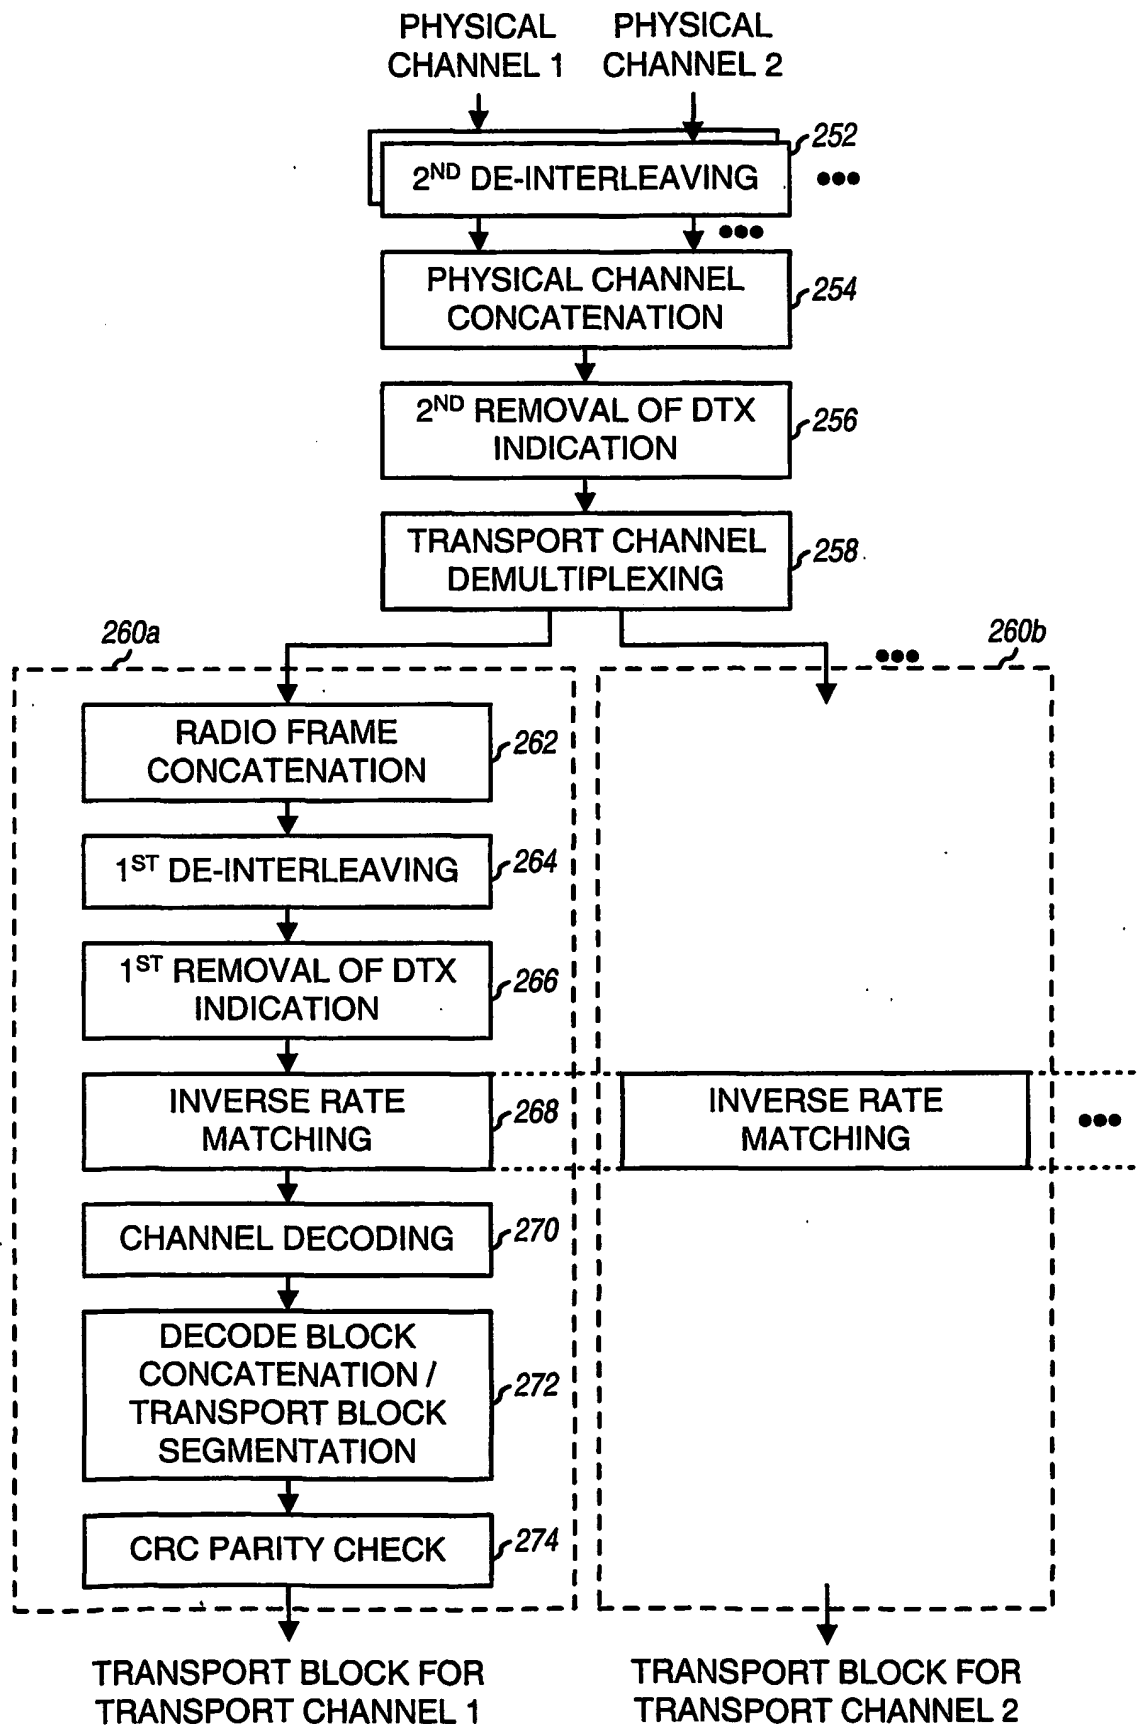 PHYSICAL
CHANNEL 1
PHYSICAL
CHANNEL 2
252
2ND DE-INTERLEAVING
PHYSICAL CHANNEL
CONCATENATION
254
2ND REMOVAL OF DTX
INDICATION
256
TRANSPORT CHANNEL
DEMULTIPLEXING
258
260a
260b
RADIO FRAME
CONCATENATION
262
1ST DE-INTERLEAVING
264
1ST REMOVAL OF DTX
INDICATION
266
INVERSE RATE
MATCHING
268
INVERSE RATE
MATCHING
CHANNEL DECODING
270
DECODE BLOCK
CONCATENATION /
TRANSPORT BLOCK
SEGMENTATION
272
CRC PARITY CHECK
274
TRANSPORT BLOCK FOR
TRANSPORT CHANNEL 1
TRANSPORT BLOCK FOR
TRANSPORT CHANNEL 2